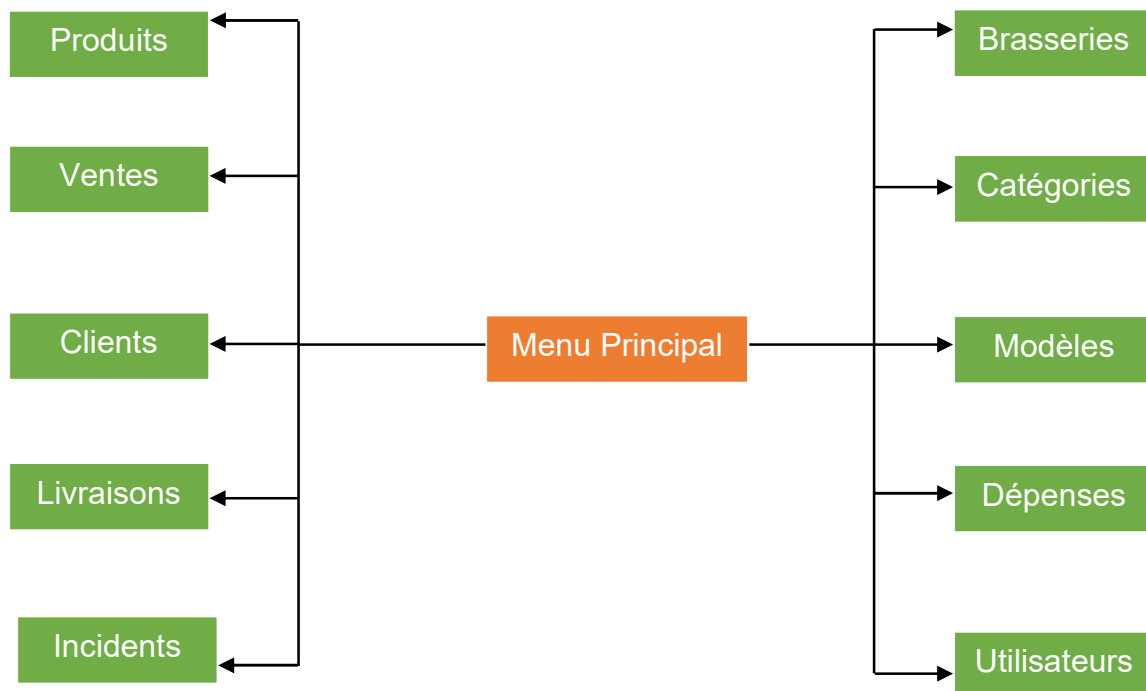 Produits
Ventes
Clients
Livraisons
Incidents
Menu Principal
Brasseries
Catégories
Modèles
Dépenses
Utilisateurs